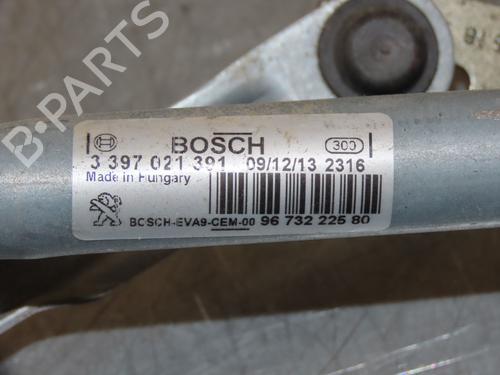 BOSCH
300
3 397 021 391 09/12/13 2316
Made in Hungary
BOSCH-EVA9-CEM-00 96 732 225 80
B-PARTS